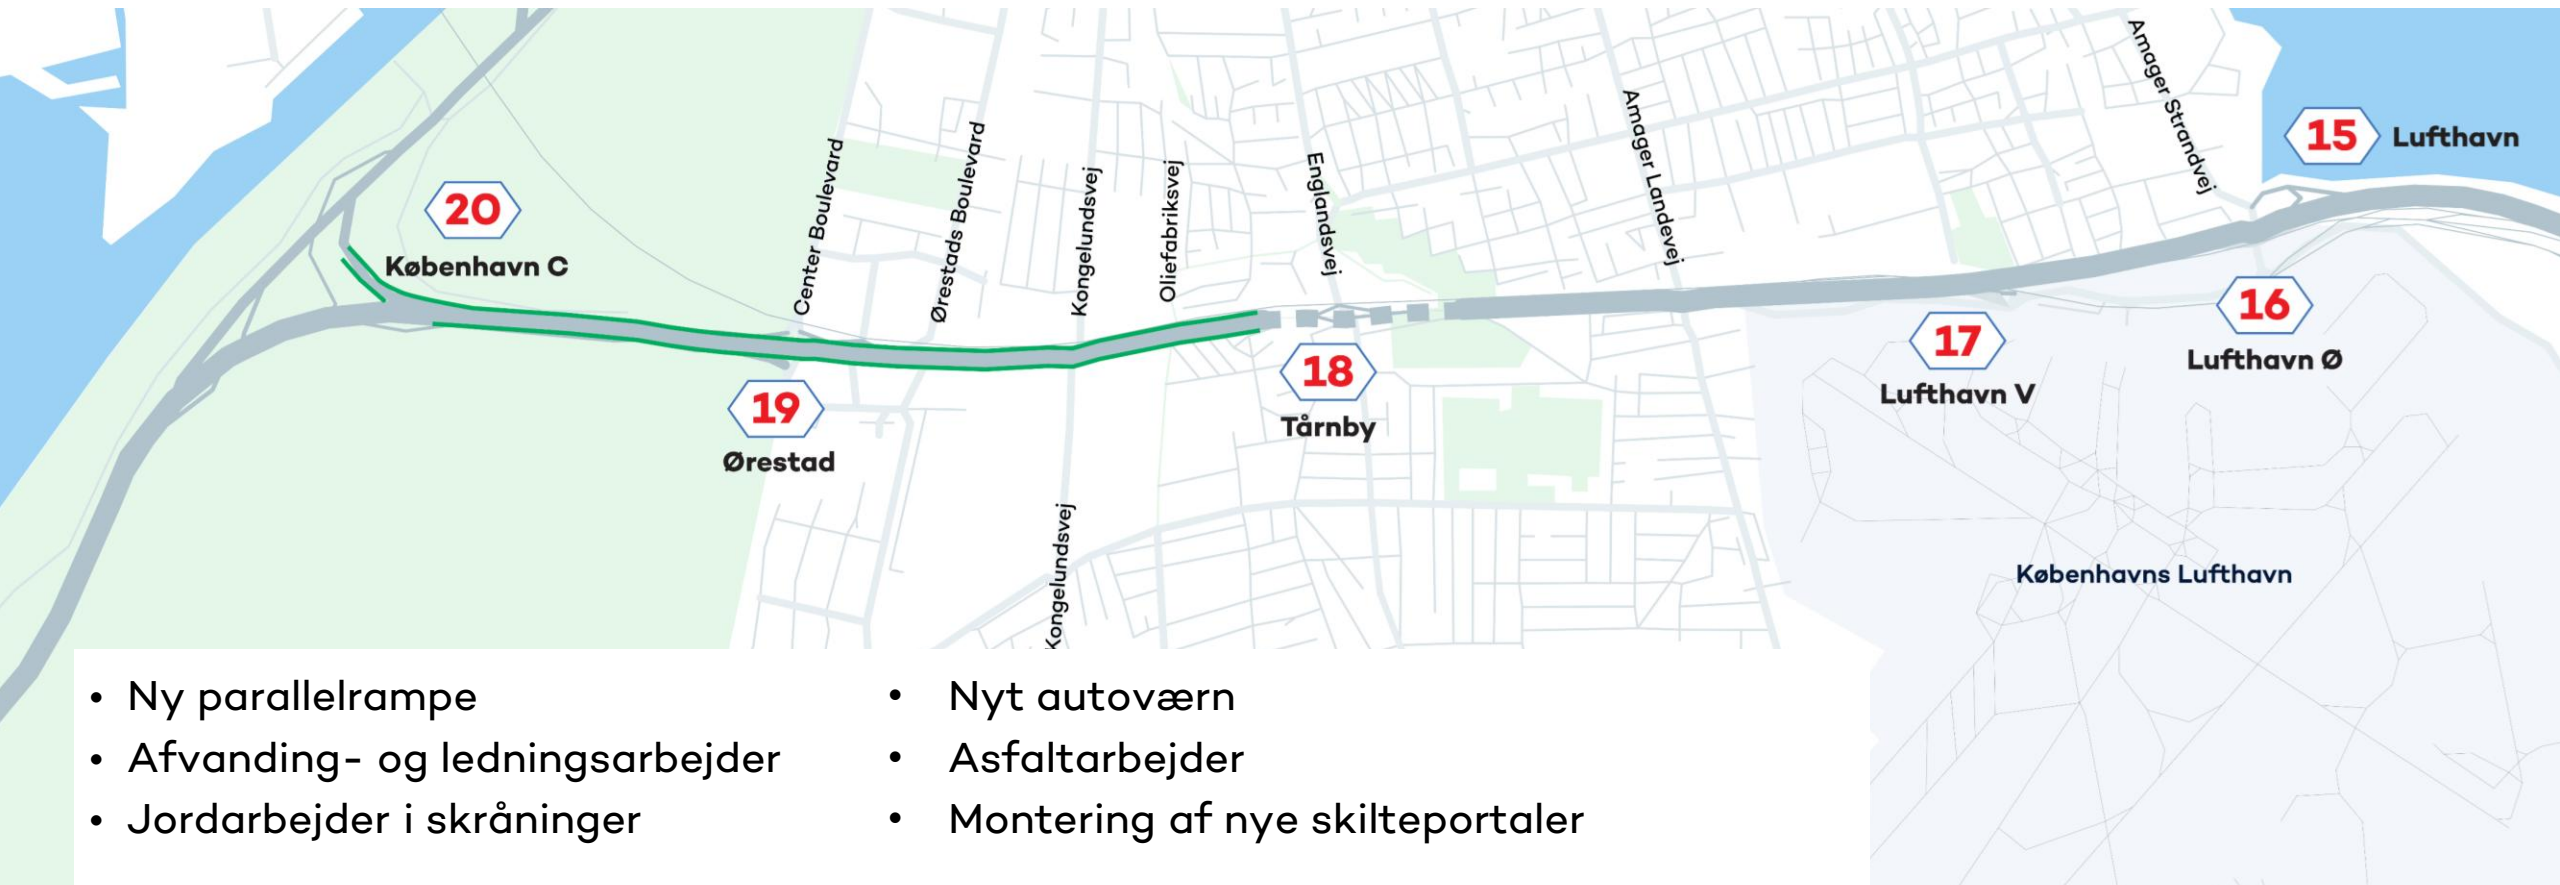 Amager Strandvej
15 Lufthavn
Center Boulevard
Ørestads Boulevard
Kongelundsvej
Oliefabriksvej
Englandsvej
Amager Landevej
20
København C
16
Lufthavn Ø
17
Lufthavn V
18
Tårnby
19
Ørestad
Kongelundsvej
Københavns Lufthavn
• Ny parallelrampe
• Afvanding- og ledningsarbejder
• Jordarbejder i skråninger
• Nyt autoværn
• Asfaltarbejder
• Montering af nye skilteportaler